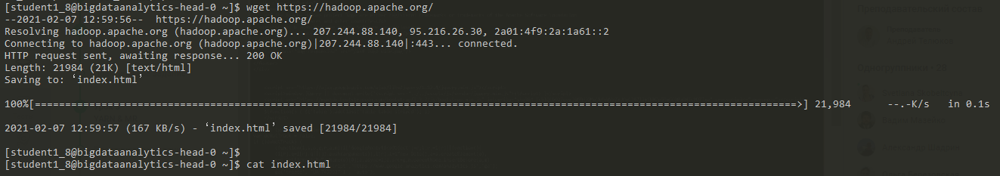 [student1_8@bigdataanalytics-head-0 ~]$ wget https://hadoop.apache.org/
--2021-02-07 12:59:56--  https://hadoop.apache.org/
Resolving hadoop.apache.org (hadoop.apache.org)... 207.244.88.140, 95.216.26.30, 2a01:4f9:2a:1a61::2
Connecting to hadoop.apache.org (hadoop.apache.org)|207.244.88.140|:443... connected.
HTTP request sent, awaiting response... 200 OK
Length: 21984 (21K) [text/html]
Saving to: ‘index.html’
100%[==============================================================================================================================>] 21,984      --.-K/s   in 0.1s
2021-02-07 12:59:57 (167 KB/s) - ‘index.html’ saved [21984/21984]
[student1_8@bigdataanalytics-head-0 ~]$
[student1_8@bigdataanalytics-head-0 ~]$ cat index.html